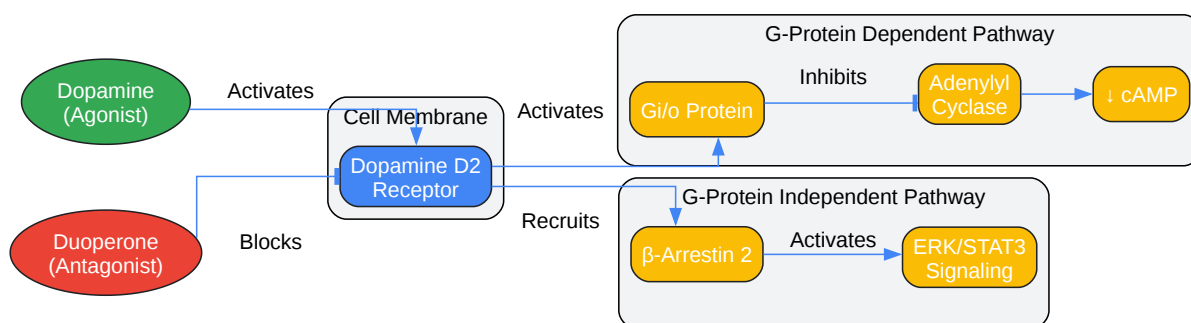 G-Protein Dependent Pathway
Dopamine
(Agonist)
Activates
Cell Membrane
Dopamine D2
Receptor
Activates
Gi/o Protein
Inhibits
Adenylyl
Cyclase
↓ cAMP
Duoperone
(Antagonist)
Blocks
Recruits
G-Protein Independent Pathway
β-Arrestin 2
Activates
ERK/STAT3
Signaling